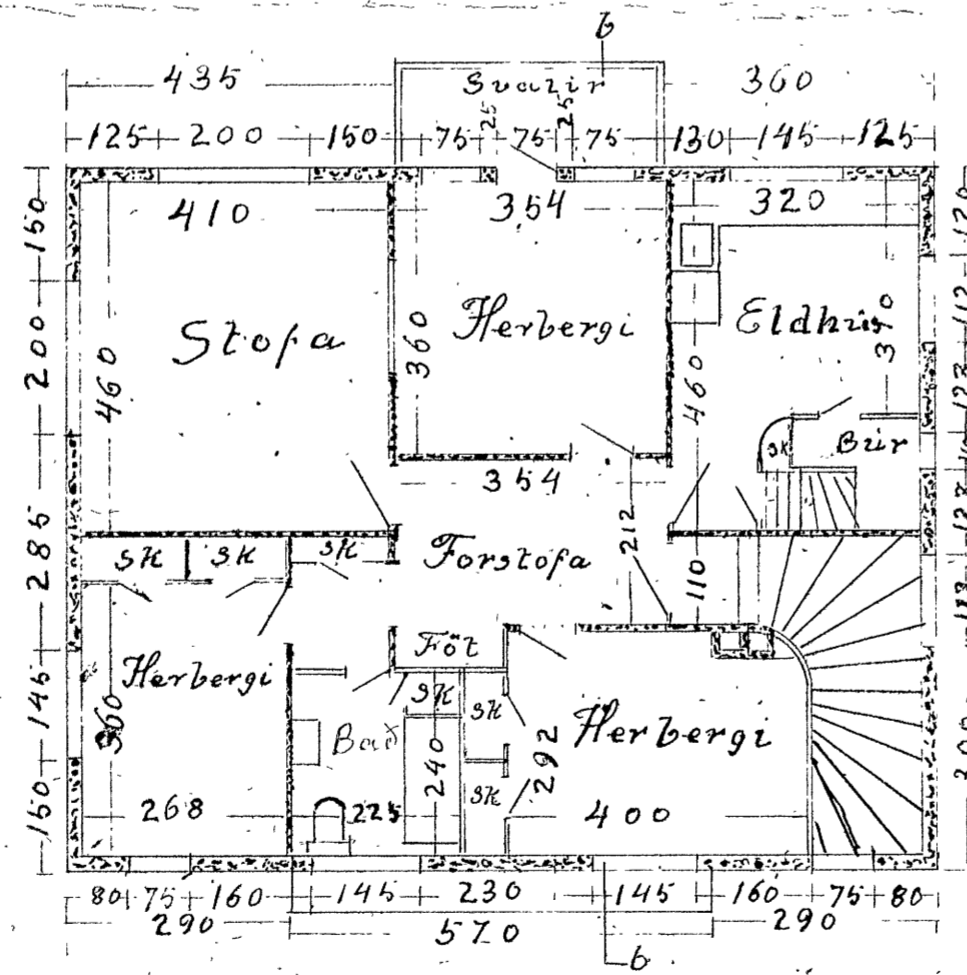 b
435 Svalir 360
125 200 150 75 25 75 25 75 130 145 125
410 354 320
150 200 285 145 150
Stofa Herbergi Eldhús
460 360 460
SK Búr
354
SK SK SK Forstofa 212 110
Herbergi Föt
SK SK
Bað Herbergi
360 240 292
SK
268 225 400
80 75 160 145 230 145 160 75 80
290 570 290
b